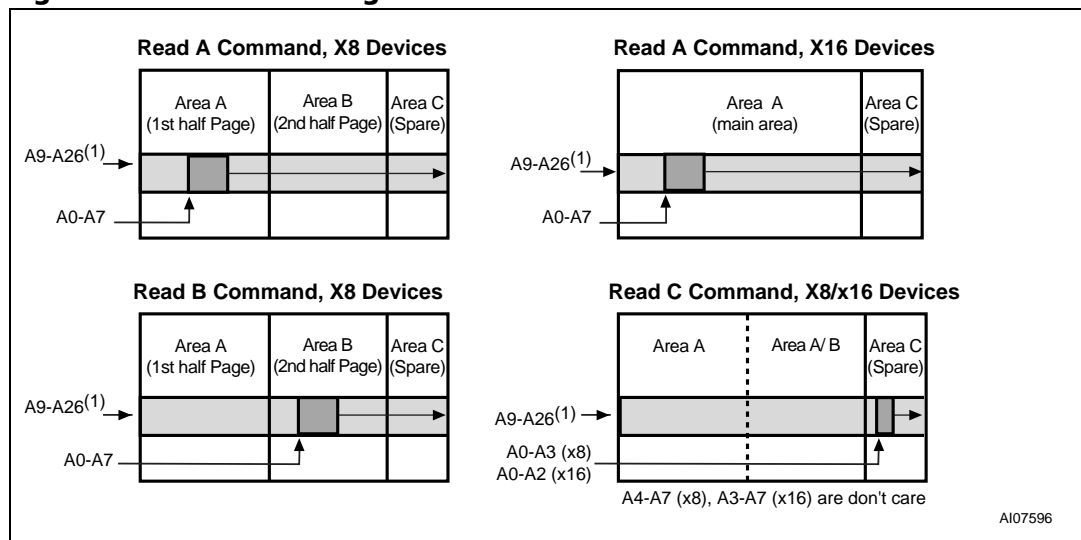 Read A Command, X8 Devices
Area A
(1st half Page)
Area B
(2nd half Page)
Area C
(Spare)
A9-A26(1)
A0-A7
Read A Command, X16 Devices
Area A
(main area)
Area C
(Spare)
A9-A26(1)
A0-A7
Read B Command, X8 Devices
Area A
(1st half Page)
Area B
(2nd half Page)
Area C
(Spare)
A9-A26(1)
A0-A7
Read C Command, X8/x16 Devices
Area A
Area A/ B
Area C
(Spare)
A9-A26(1)
A0-A3 (x8)
A0-A2 (x16)
A4-A7 (x8), A3-A7 (x16) are don't care
AI07596